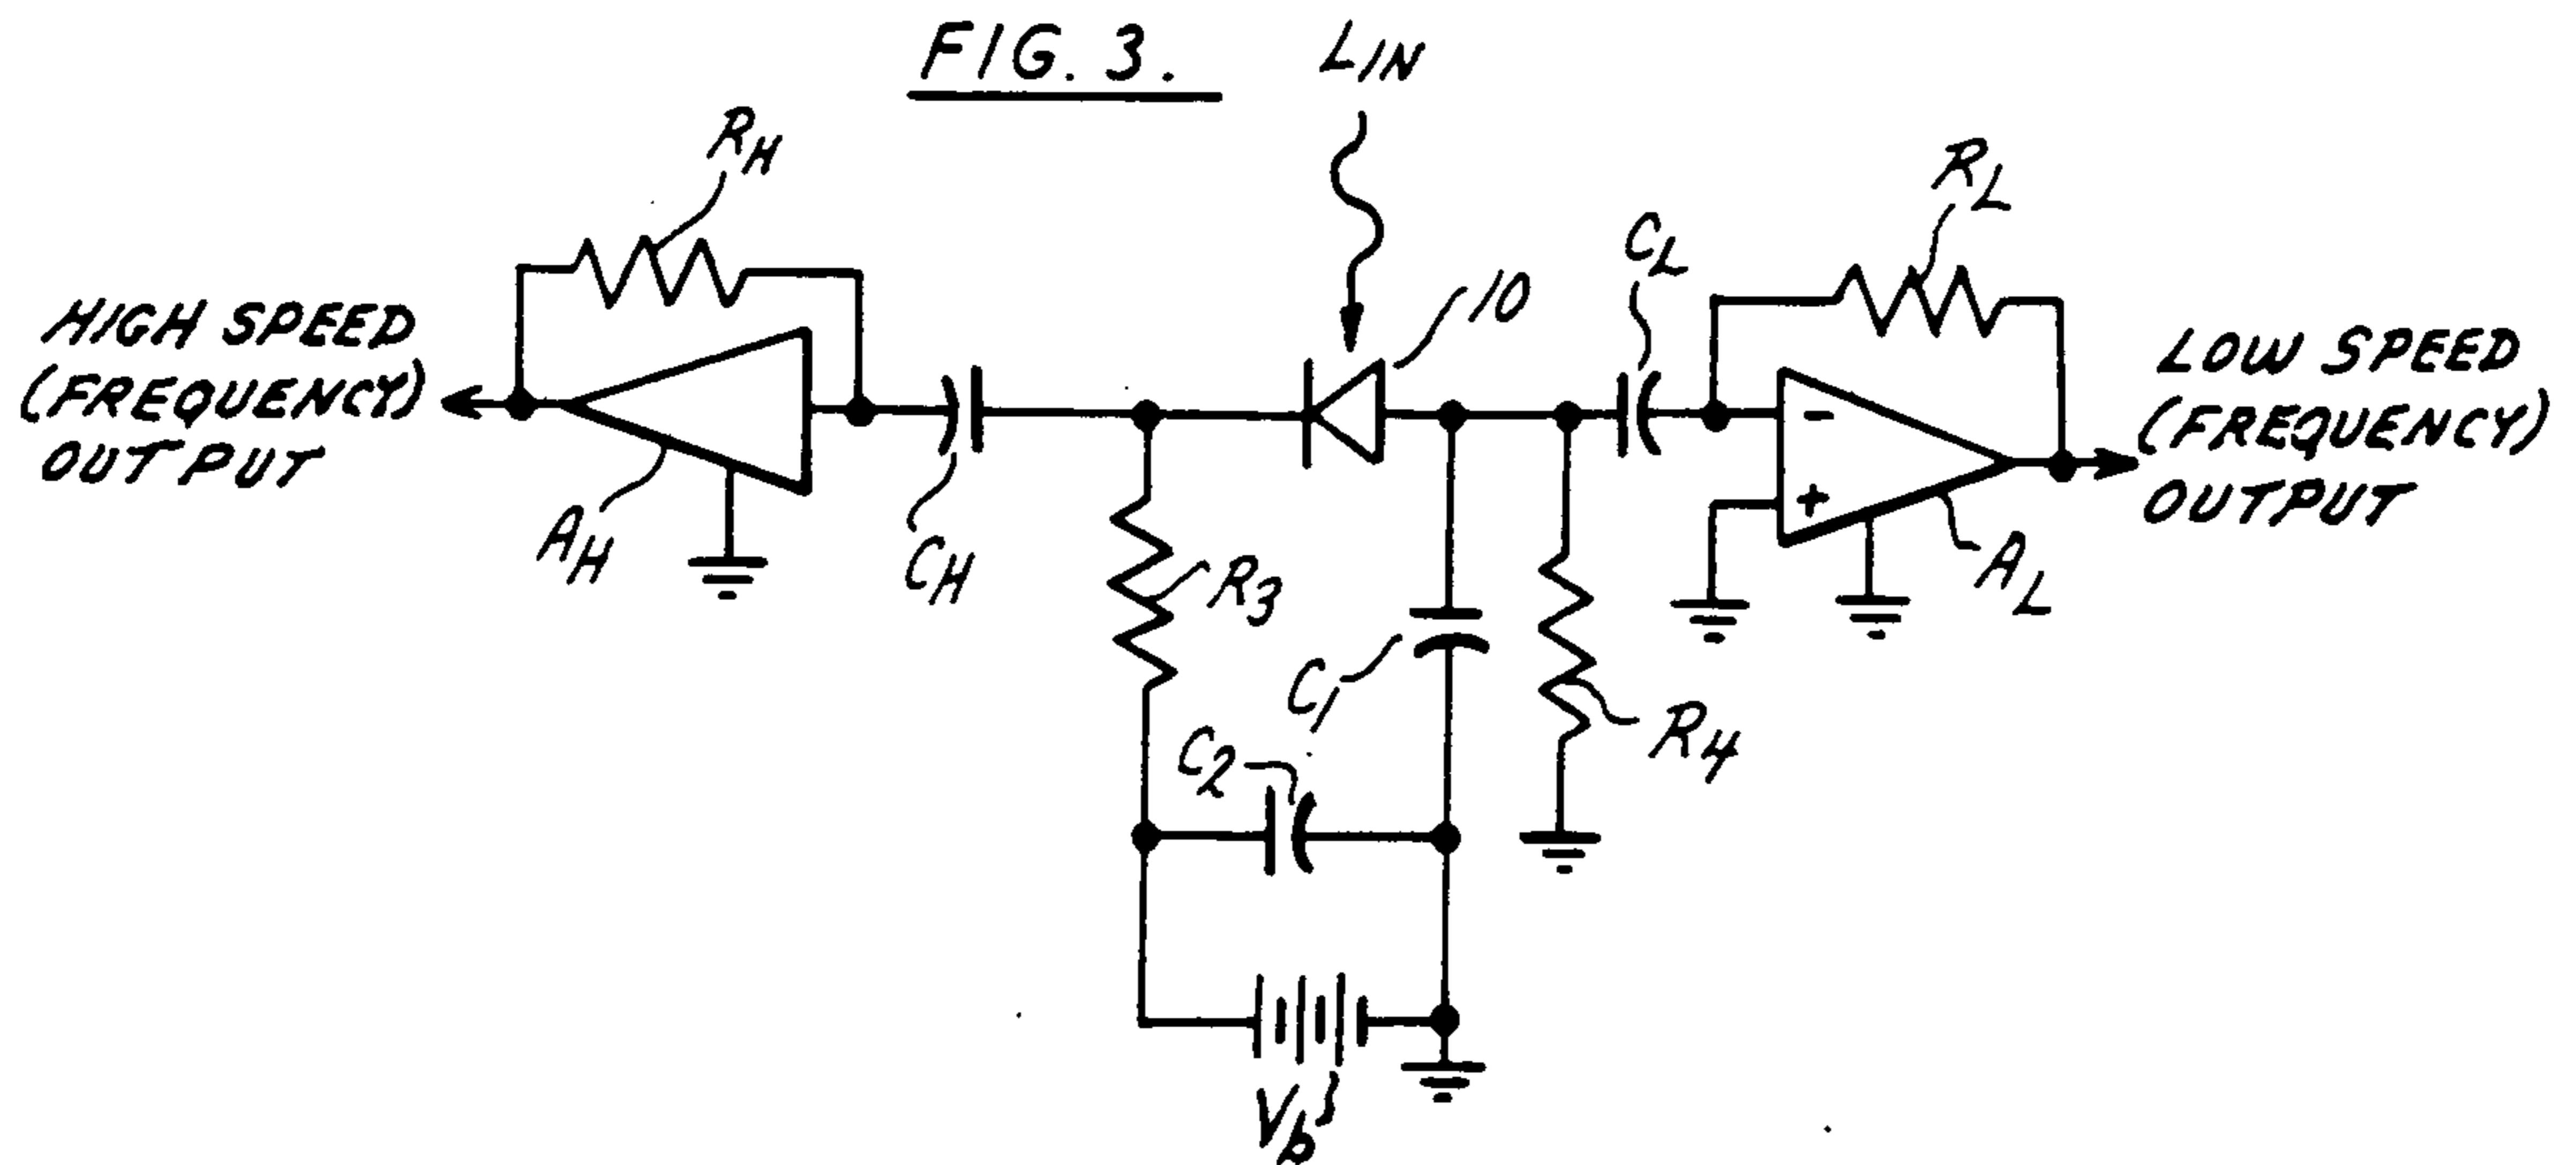 FIG. 3.
LIN
RH
RL
CL
10
HIGH SPEED
(FREQUENCY)
OUTPUT
LOW SPEED
(FREQUENCY)
OUTPUT
-
+
AH
CH
R3
AL
C1
R4
C2
Vb